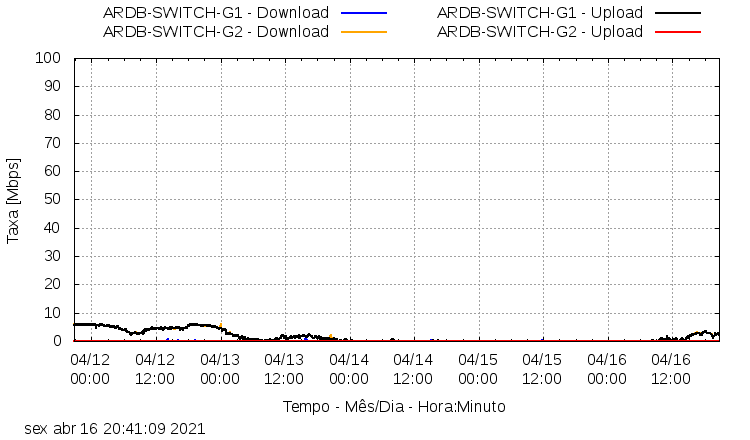 ARDB-SWITCH-G1 - Download ARDB-SWITCH-G1 - Upload
ARDB-SWITCH-G2 - Download ARDB-SWITCH-G2 - Upload
100
90
80
70
60
50
40
30
20
10
0
Taxa [Mbps]
04/12 04/12 04/13 04/13 04/14 04/14 04/15 04/15 04/16 04/16
00:00 12:00 00:00 12:00 00:00 12:00 00:00 12:00 00:00 12:00
Tempo - Mês/Dia - Hora:Minuto
sex abr 16 20:41:09 2021